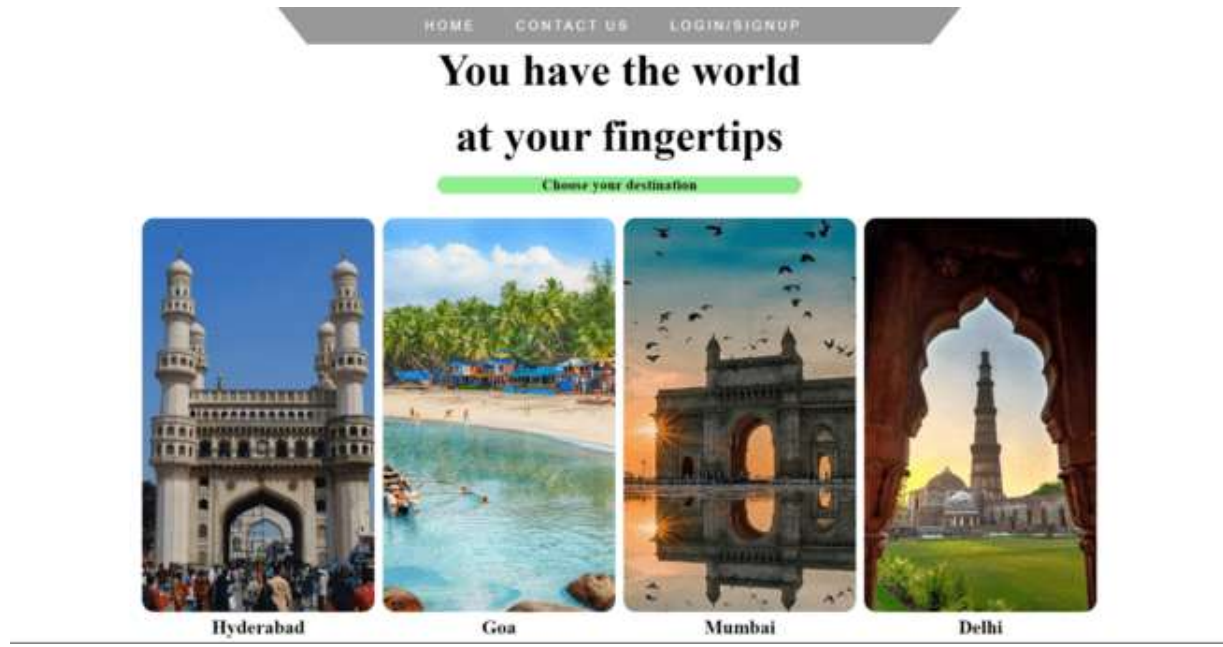 HOME CONTACT US LOGIN/SIGNUP
You have the world
at your fingertips
Choose your destination
Hyderabad Goa Mumbai Delhi